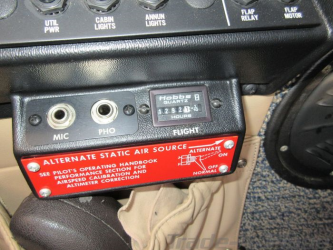 UTIL PWR
CABIN LIGHTS
ANNUN LIGHTS
FLAP RELAY
FLAP MOTOR
Hobbs
QUARTZ
HOURS
MIC
PHO
FLIGHT
ALTERNATE STATIC AIR SOURCE
SEE PILOT'S OPERATING HANDBOOK
PERFORMANCE SECTION FOR
AIRSPEED CALIBRATION AND
ALTIMETER CORRECTION
ALTERNATE
ON
OFF
NORMAL